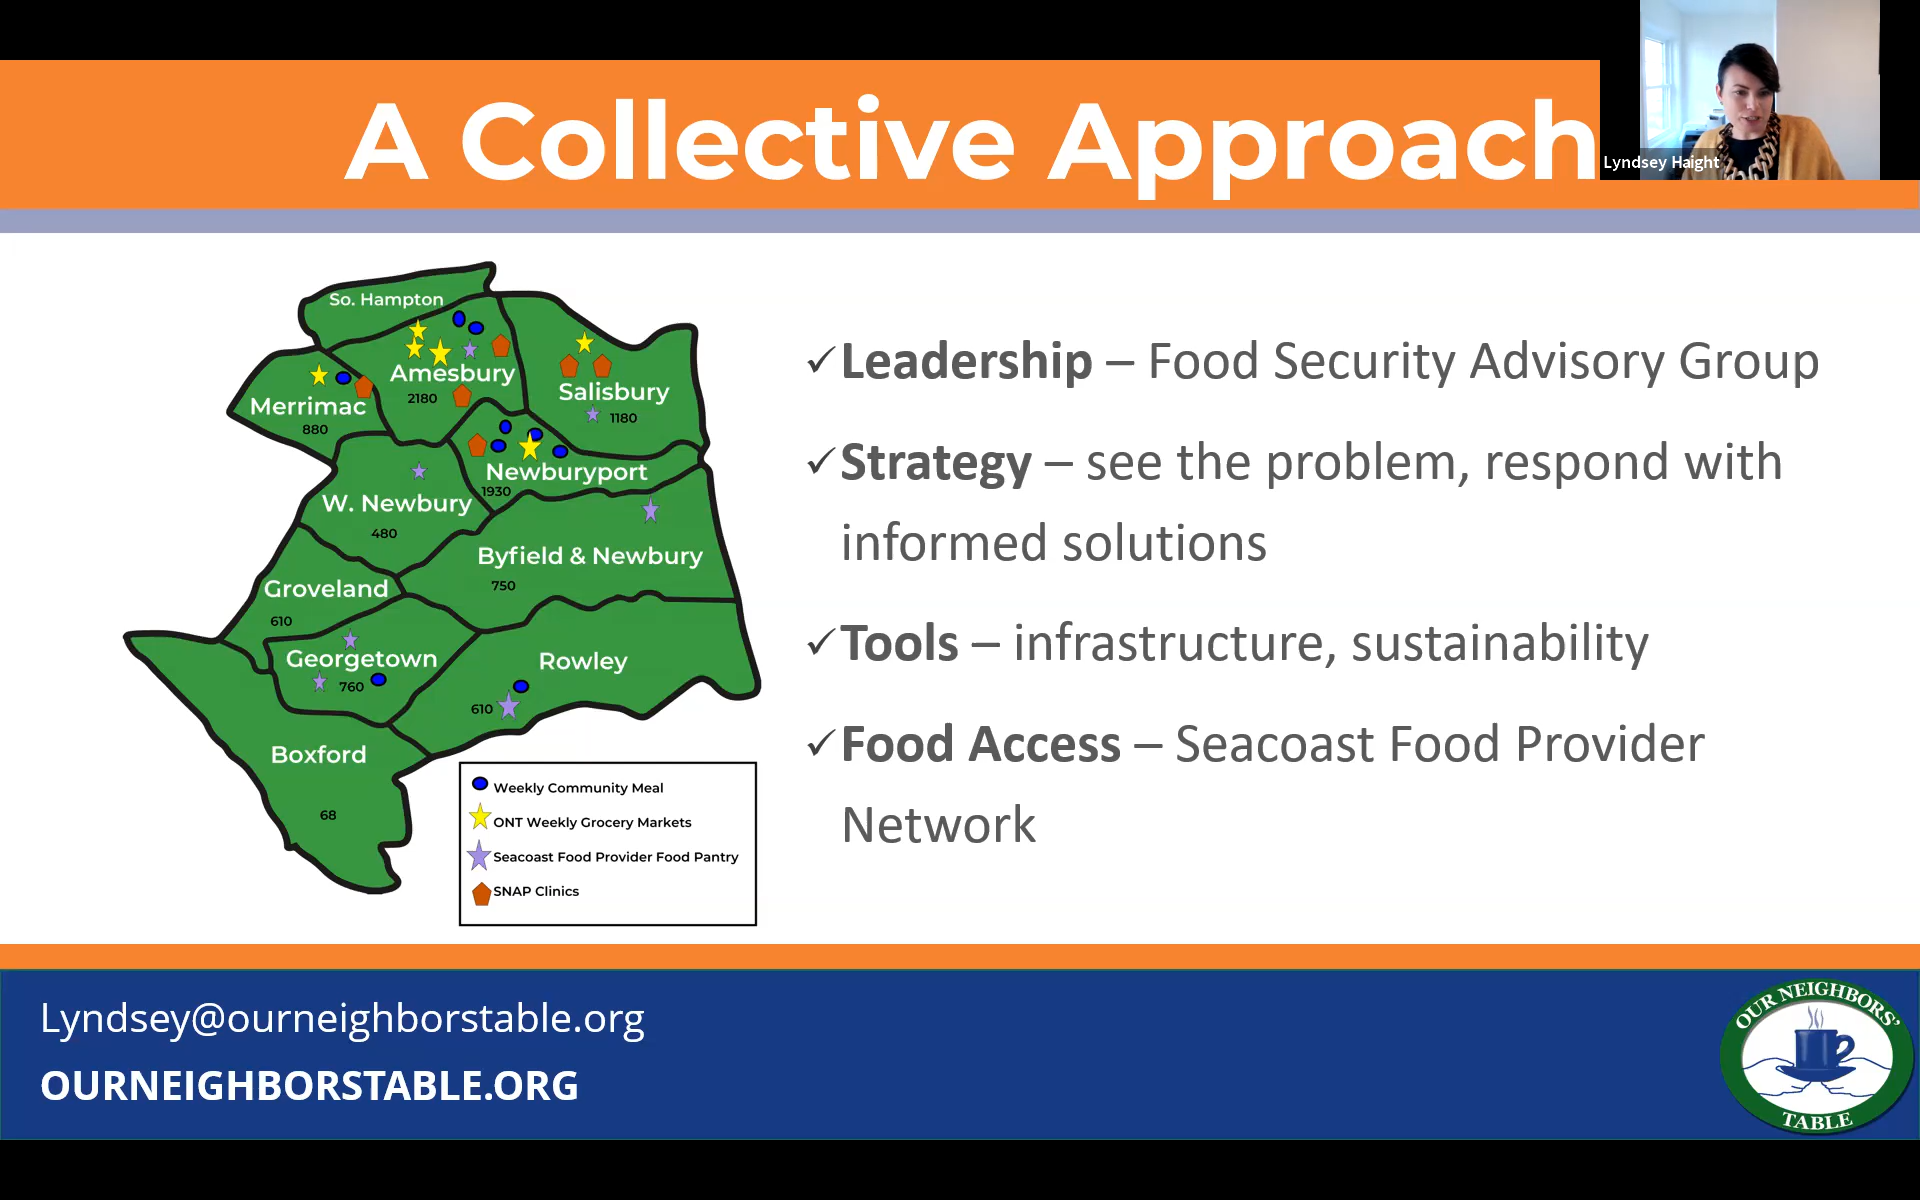 A Collective Approach
Lyndsey Haight
So. Hampton
Amesbury
2180
Salisbury
1180
Merrimac
880
Newburyport
1930
W. Newbury
480
Byfield & Newbury
750
Groveland
610
Georgetown
760
Rowley
610
Boxford
68
Weekly Community Meal
ONT Weekly Grocery Markets
Seacoast Food Provider Food Pantry
SNAP Clinics
✓Leadership – Food Security Advisory Group
✓Strategy – see the problem, respond with
informed solutions
✓Tools – infrastructure, sustainability
✓Food Access – Seacoast Food Provider
Network
Lyndsey@ourneighborstable.org
OURNEIGHBORSTABLE.ORG
OUR NEIGHBORS'
TABLE